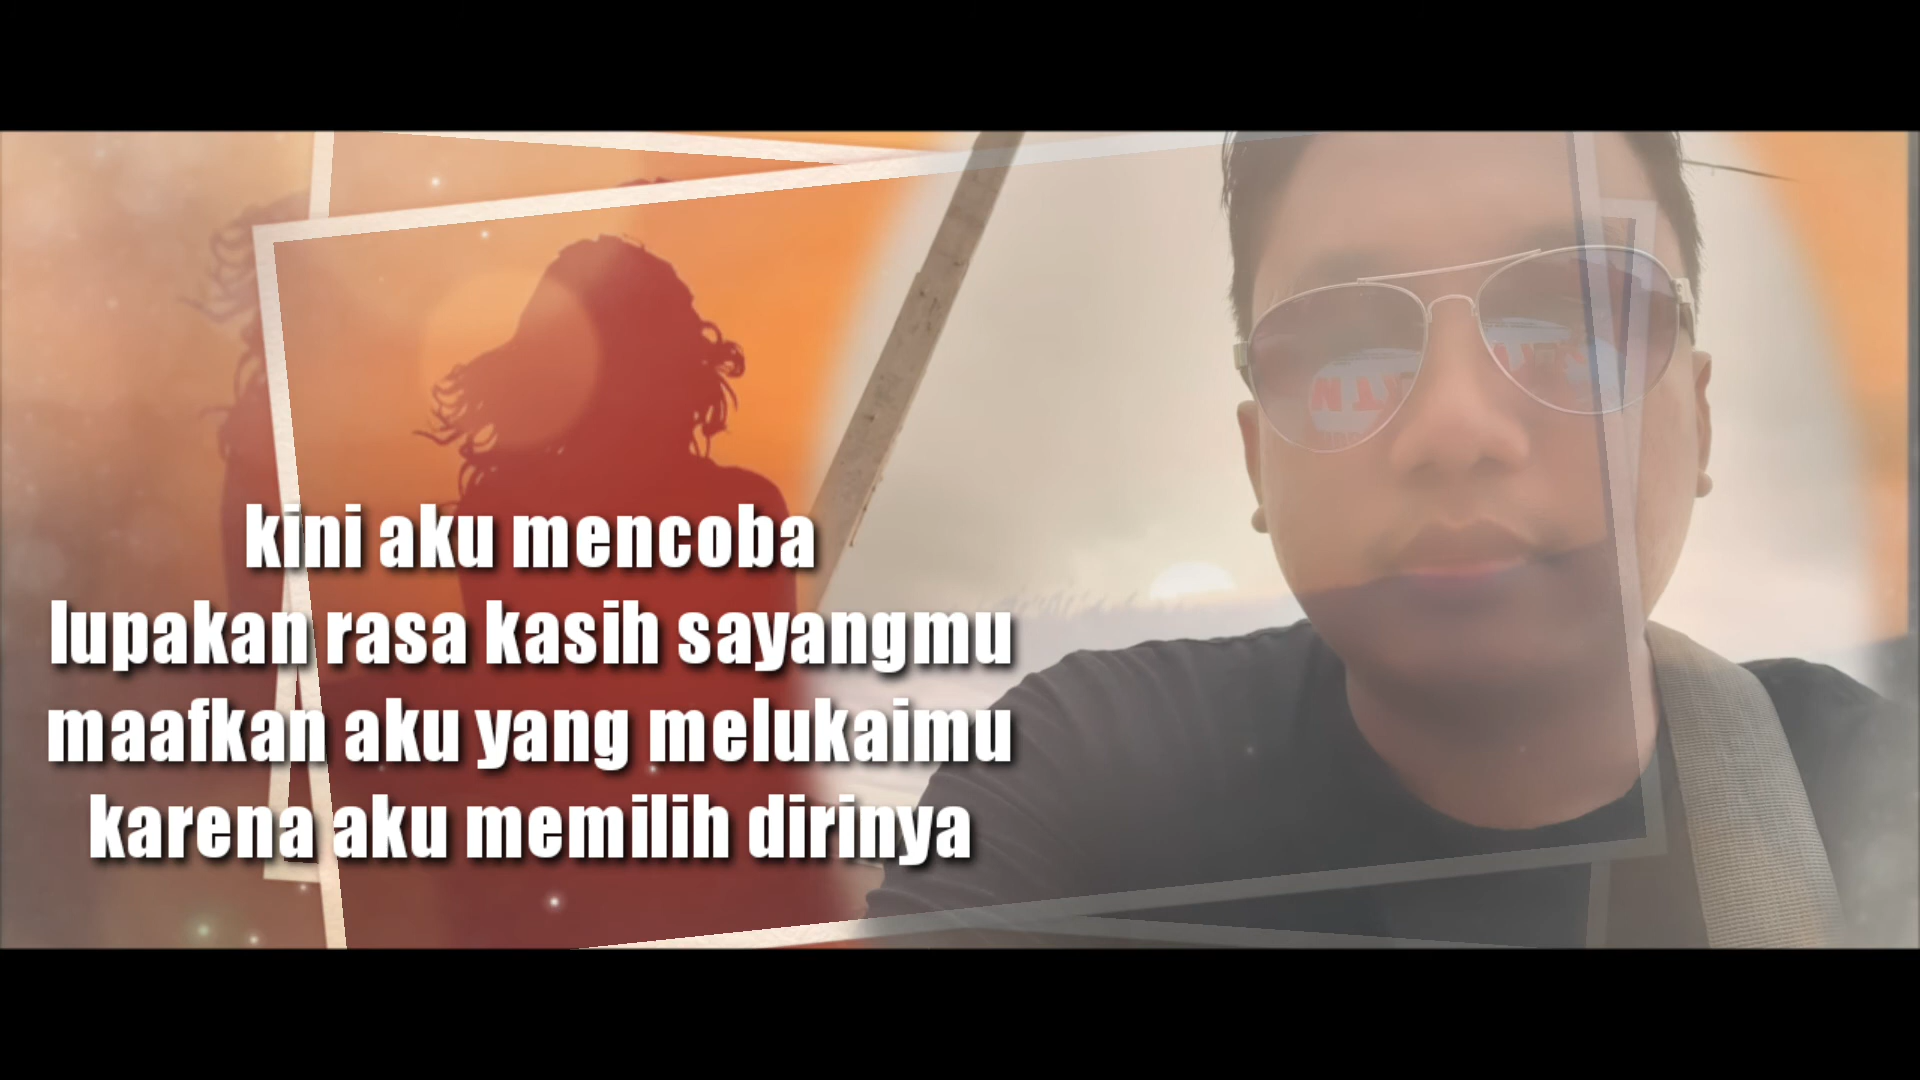 kini aku mencoba
lupakan rasa kasih sayangmu
maafkan aku yang melukaimu
karena aku memilih dirinya